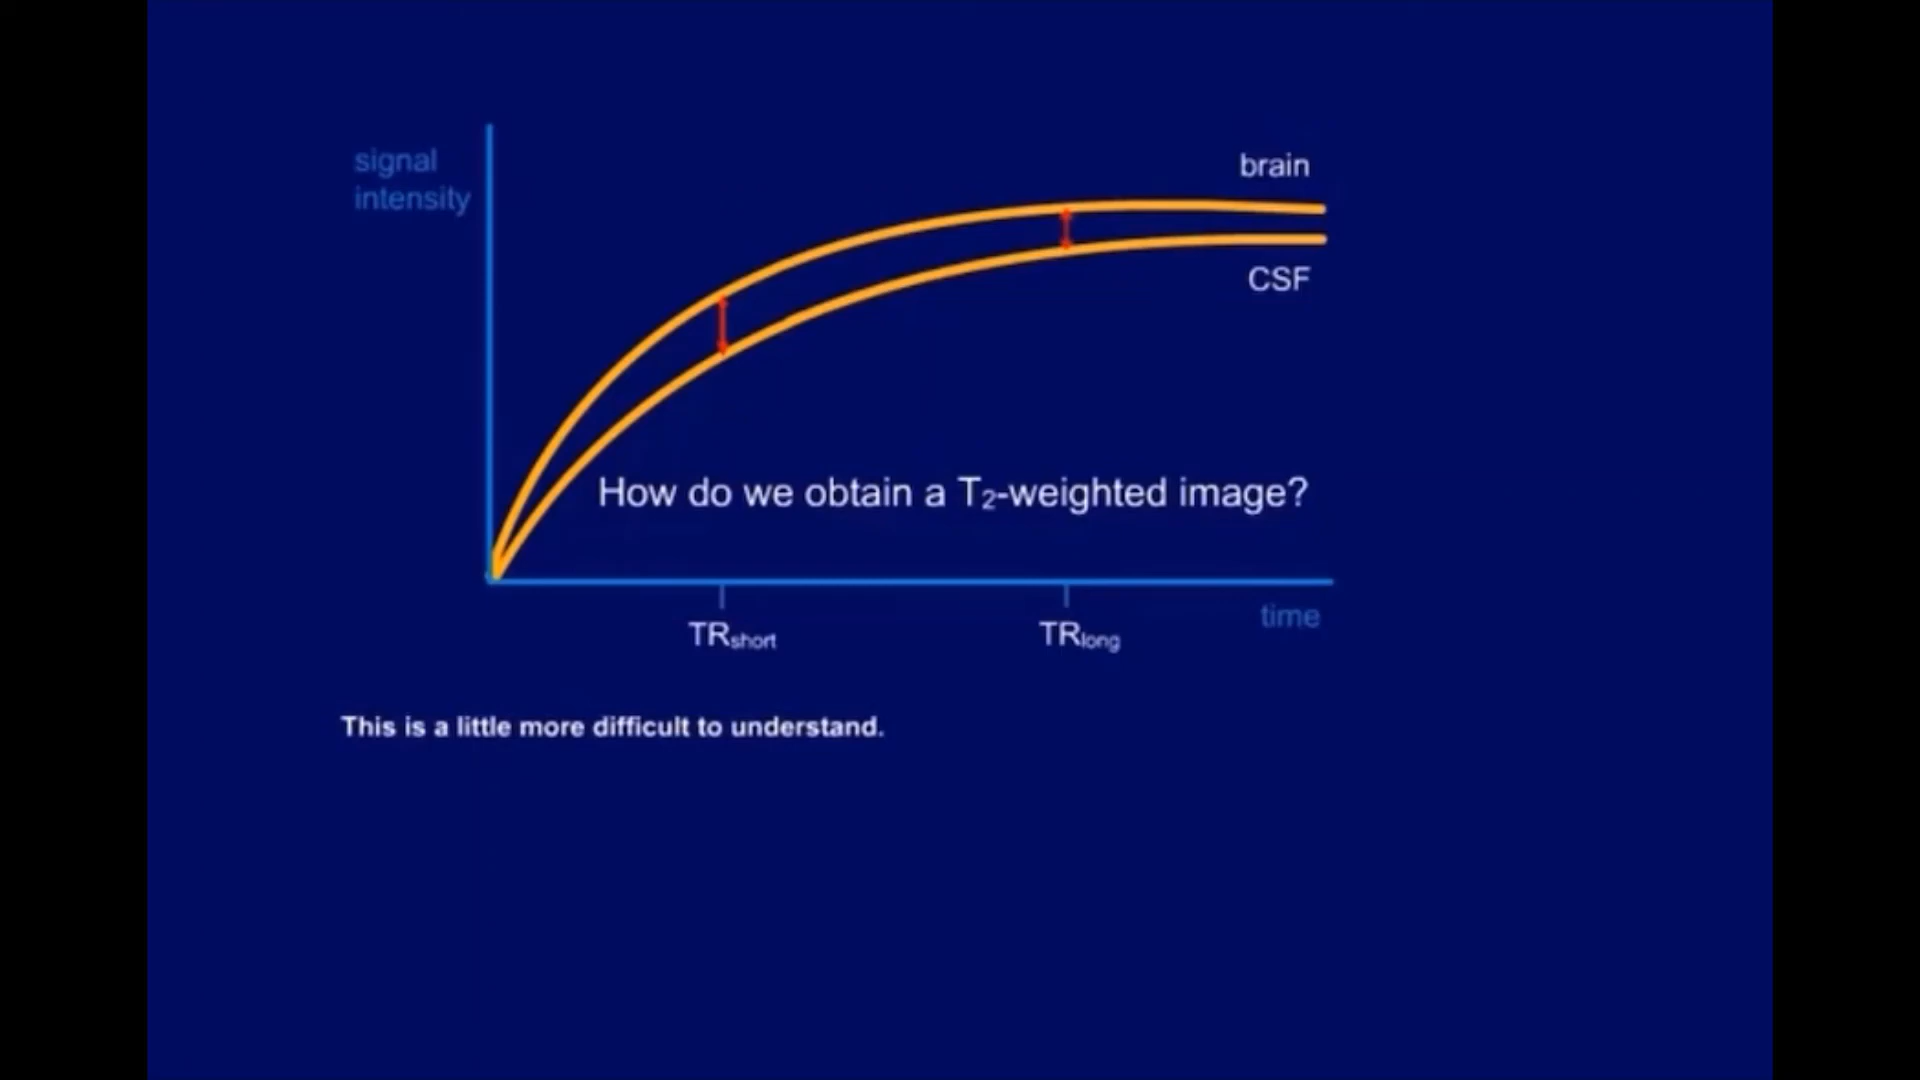 signal
intensity
brain
CSF
How do we obtain a T₂-weighted image?
time
TRshort
TRlong
This is a little more difficult to understand.